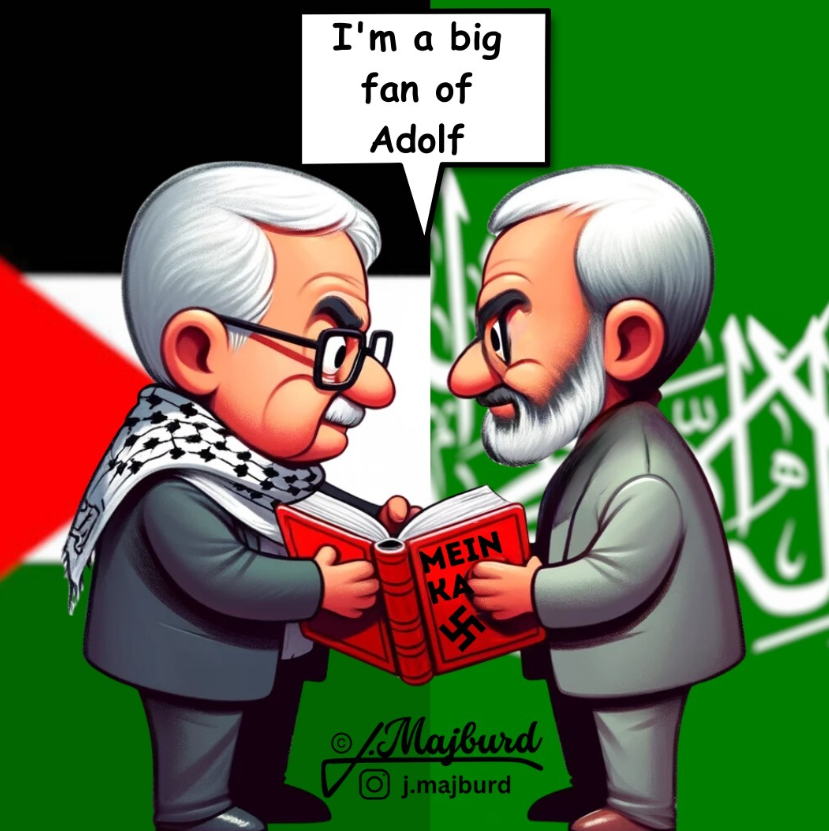 I'm a big
fan of
Adolf
MEIN
KA
© J.Majburd
j.majburd